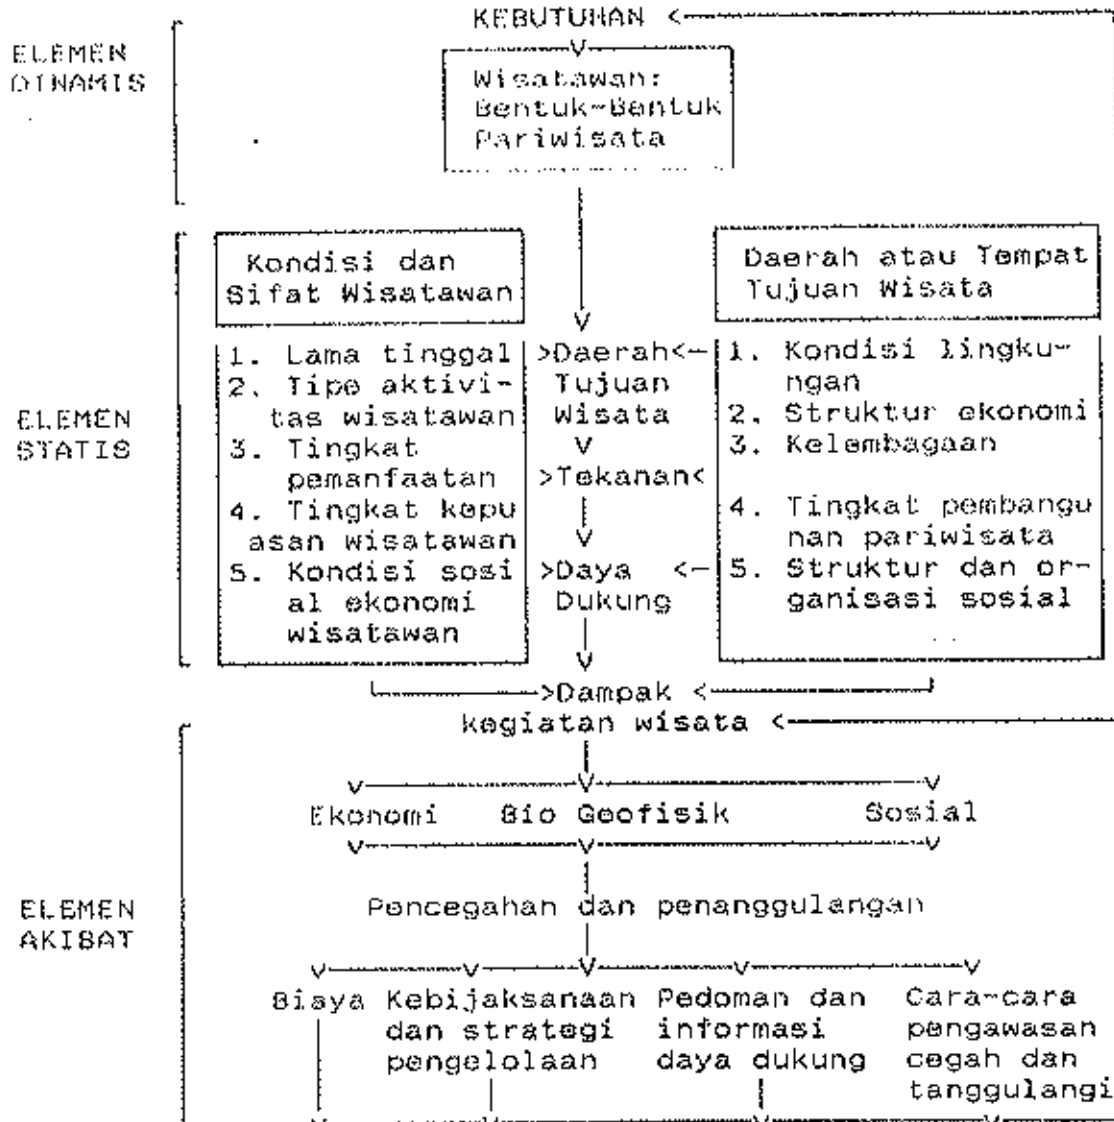 KEBUTUHAN
ELEMEN
DINAMIS
Wisatawan:
Bentuk-Bentuk
Pariwisata
Kondisi dan
Sifat Wisatawan
Daerah atau Tempat
Tujuan Wisata
ELEMEN
STATIS
1. Lama tinggal
2. Tipe aktivi-
tas wisatawan
3. Tingkat
pemanfaatan
4. Tingkat kepu
asan wisatawan
5. Kondisi sosi
al ekonomi
wisatawan
>Daerah<-
Tujuan
Wisata
>Tekanan<
>Daya <-
Dukung
1. Kondisi lingku-
ngan
2. Struktur ekonomi
3. Kelembagaan
4. Tingkat pembangu
nan pariwisata
5. Struktur dan or-
ganisasi sosial
>Dampak <
kegiatan wisata <
ELEMEN
AKIBAT
Ekonomi Bio Geofisik Sosial
Pencegahan dan penanggulangan
Biaya
Kebijaksanaan
dan strategi
pengelolaan
Pedoman dan
informasi
daya dukung
Cara-cara
pengawasan
cegah dan
tanggulangi